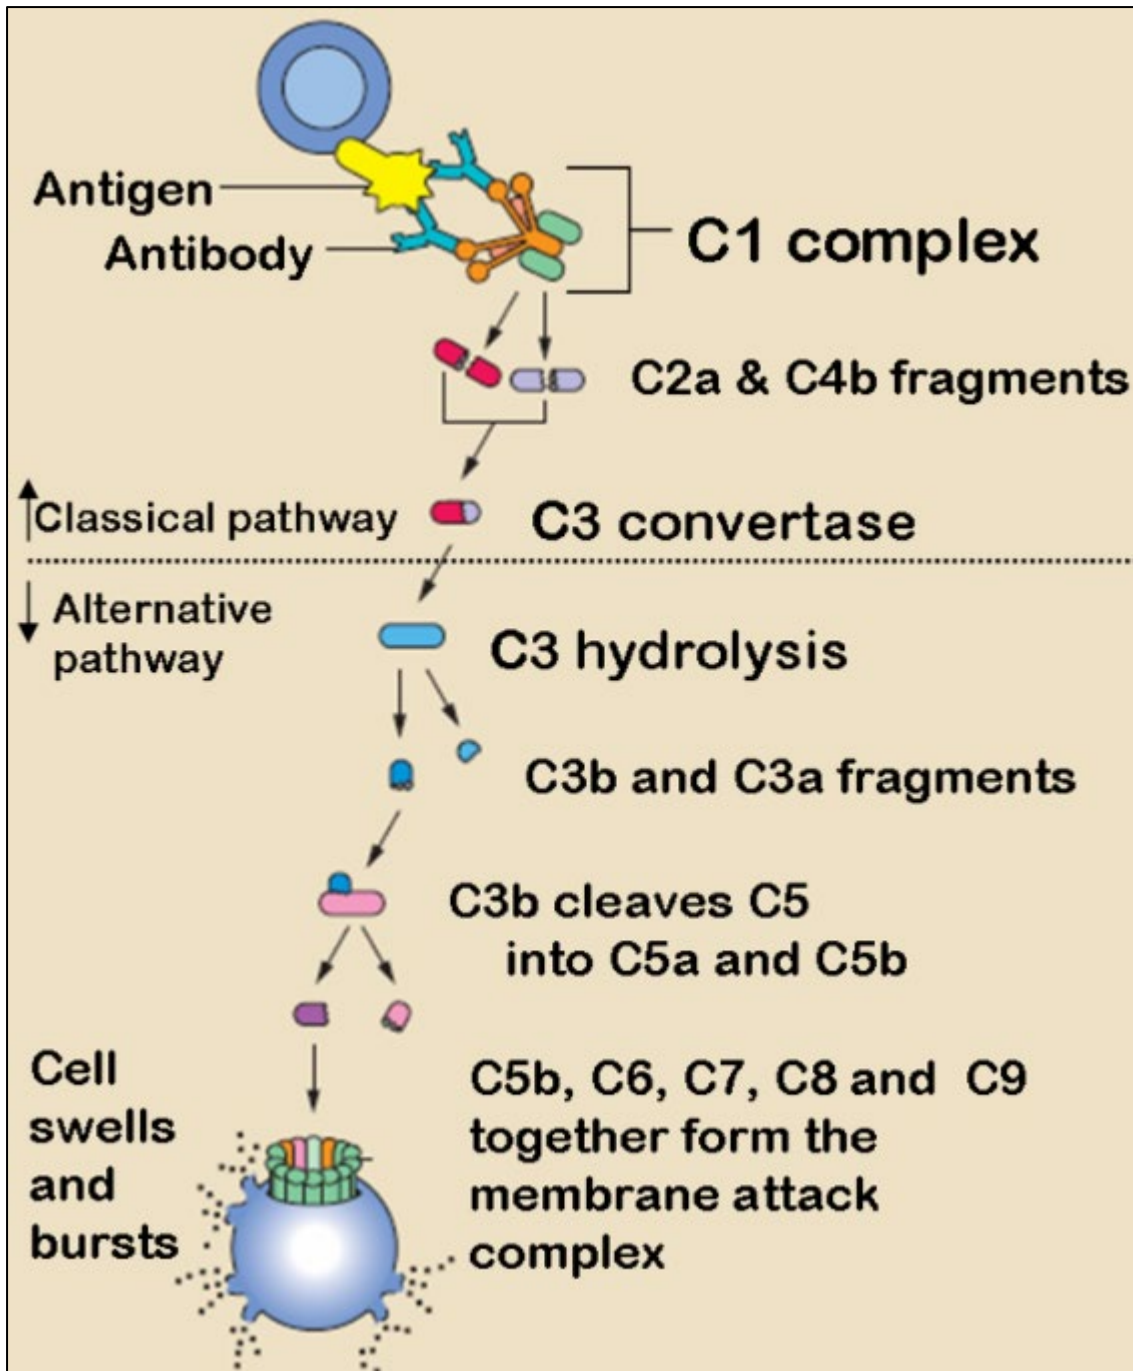 Antigen
Antibody
C1 complex
C2a & C4b fragments
Classical pathway
C3 convertase
Alternative
pathway
C3 hydrolysis
C3b and C3a fragments
C3b cleaves C5
into C5a and C5b
Cell
swells
and
bursts
C5b, C6, C7, C8 and C9
together form the
membrane attack
complex